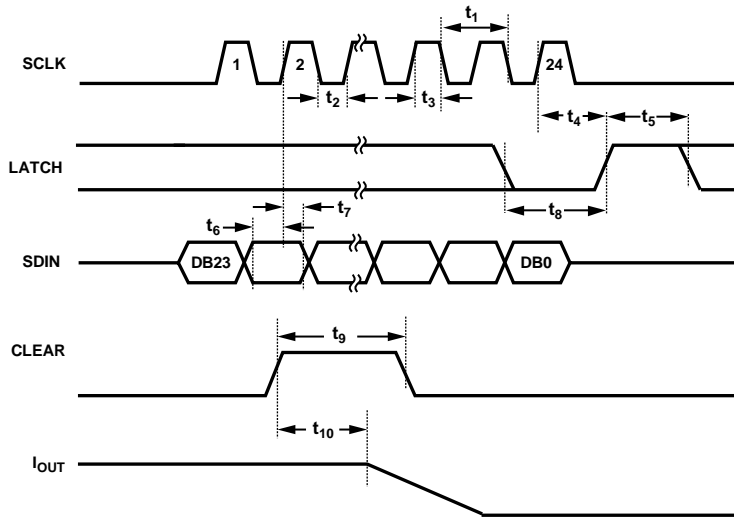 t1
SCLK
1
2
24
t2
t3
t4
t5
LATCH
t6
t7
t8
SDIN
DB23
DB0
CLEAR
t9
t10
IOUT